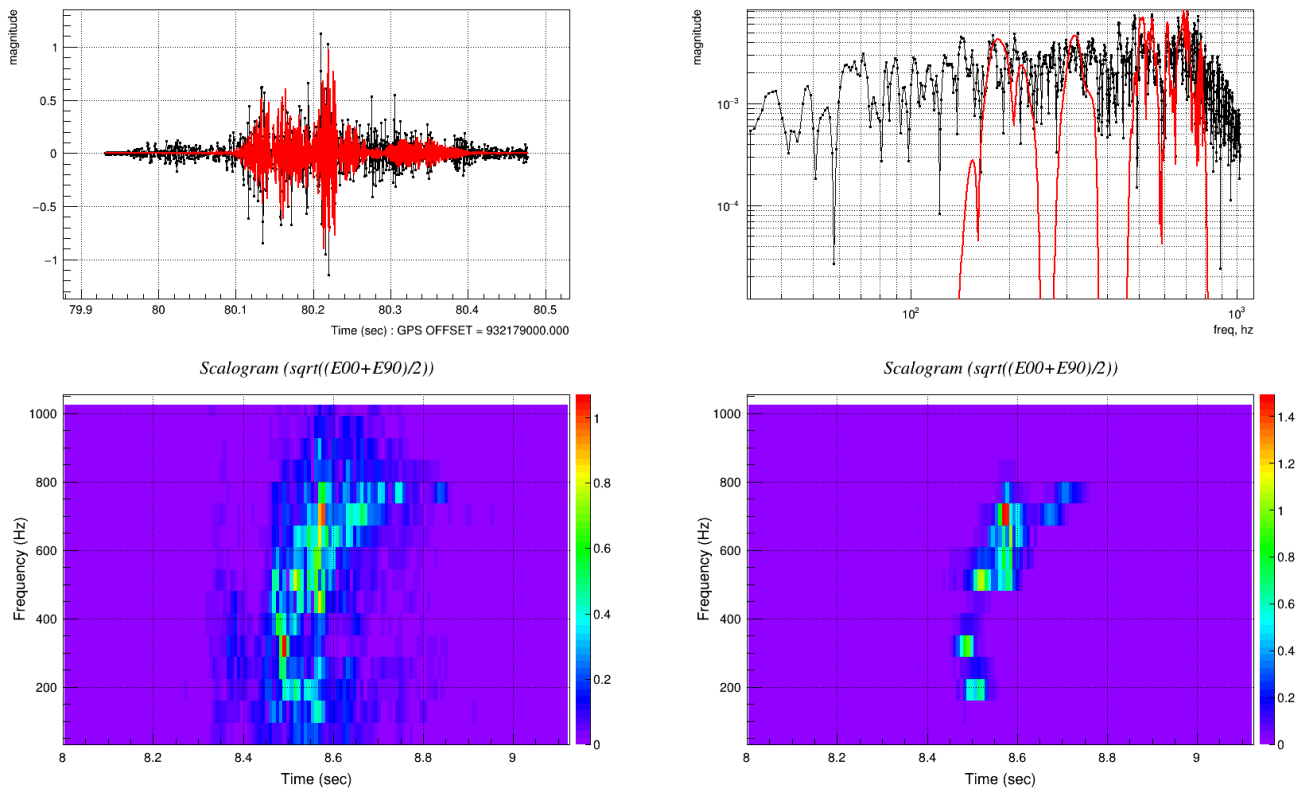 magnitude
1
0.5
0
−0.5
−1
79.9 80 80.1 80.2 80.3 80.4 80.5
Time (sec) : GPS OFFSET = 932179000.000
magnitude
10−3
10−4
102 103
freq, hz
Scalogram (sqrt((E00+E90)/2))
Frequency (Hz)
1000
800
600
400
200
8 8.2 8.4 8.6 8.8 9
Time (sec)
1
0.8
0.6
0.4
0.2
0
Scalogram (sqrt((E00+E90)/2))
Frequency (Hz)
1000
800
600
400
200
8 8.2 8.4 8.6 8.8 9
Time (sec)
1.4
1.2
1
0.8
0.6
0.4
0.2
0